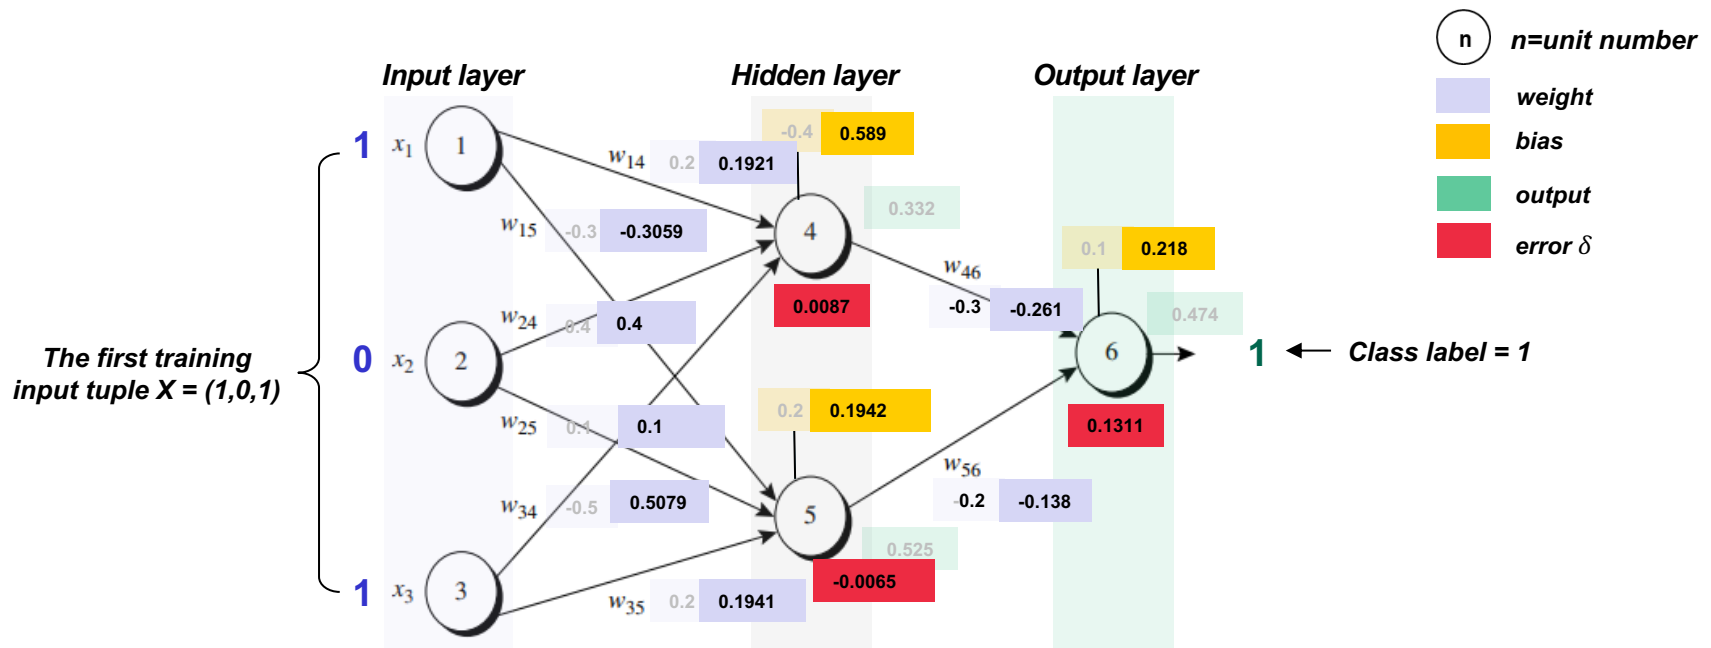 n n=unit number
Input layer Hidden layer Output layer
weight
bias
output
error δ
1 x1 1
w14 0.2 0.1921
-0.4 0.589
w15 -0.3 -0.3059
4 0.332
0.0087
w46 -0.3 -0.261
0.1 0.218
w24 0.4 0.4
0.474
The first training
input tuple X = (1,0,1)
0 x2 2
6 1 Class label = 1
0.1311
w25 0.1 0.1
0.2 0.1942
w56 -0.2 -0.138
w34 -0.5 0.5079
5 0.525
-0.0065
1 x3 3
w35 0.2 0.1941